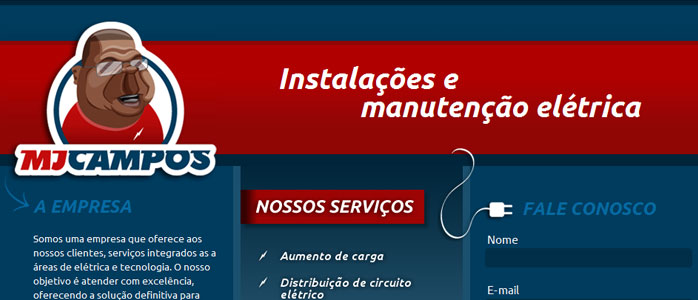 Instalações e
manutenção elétrica
MJCAMPOS
A EMPRESA
Somos uma empresa que oferece aos
nossos clientes, serviços integrados as a
áreas de elétrica e tecnologia. O nosso
objetivo é atender com excelência,
oferecendo a solução definitiva para
NOSSOS SERVIÇOS
Aumento de carga
Distribuição de circuito
elétrico
FALE CONOSCO
Nome
E-mail